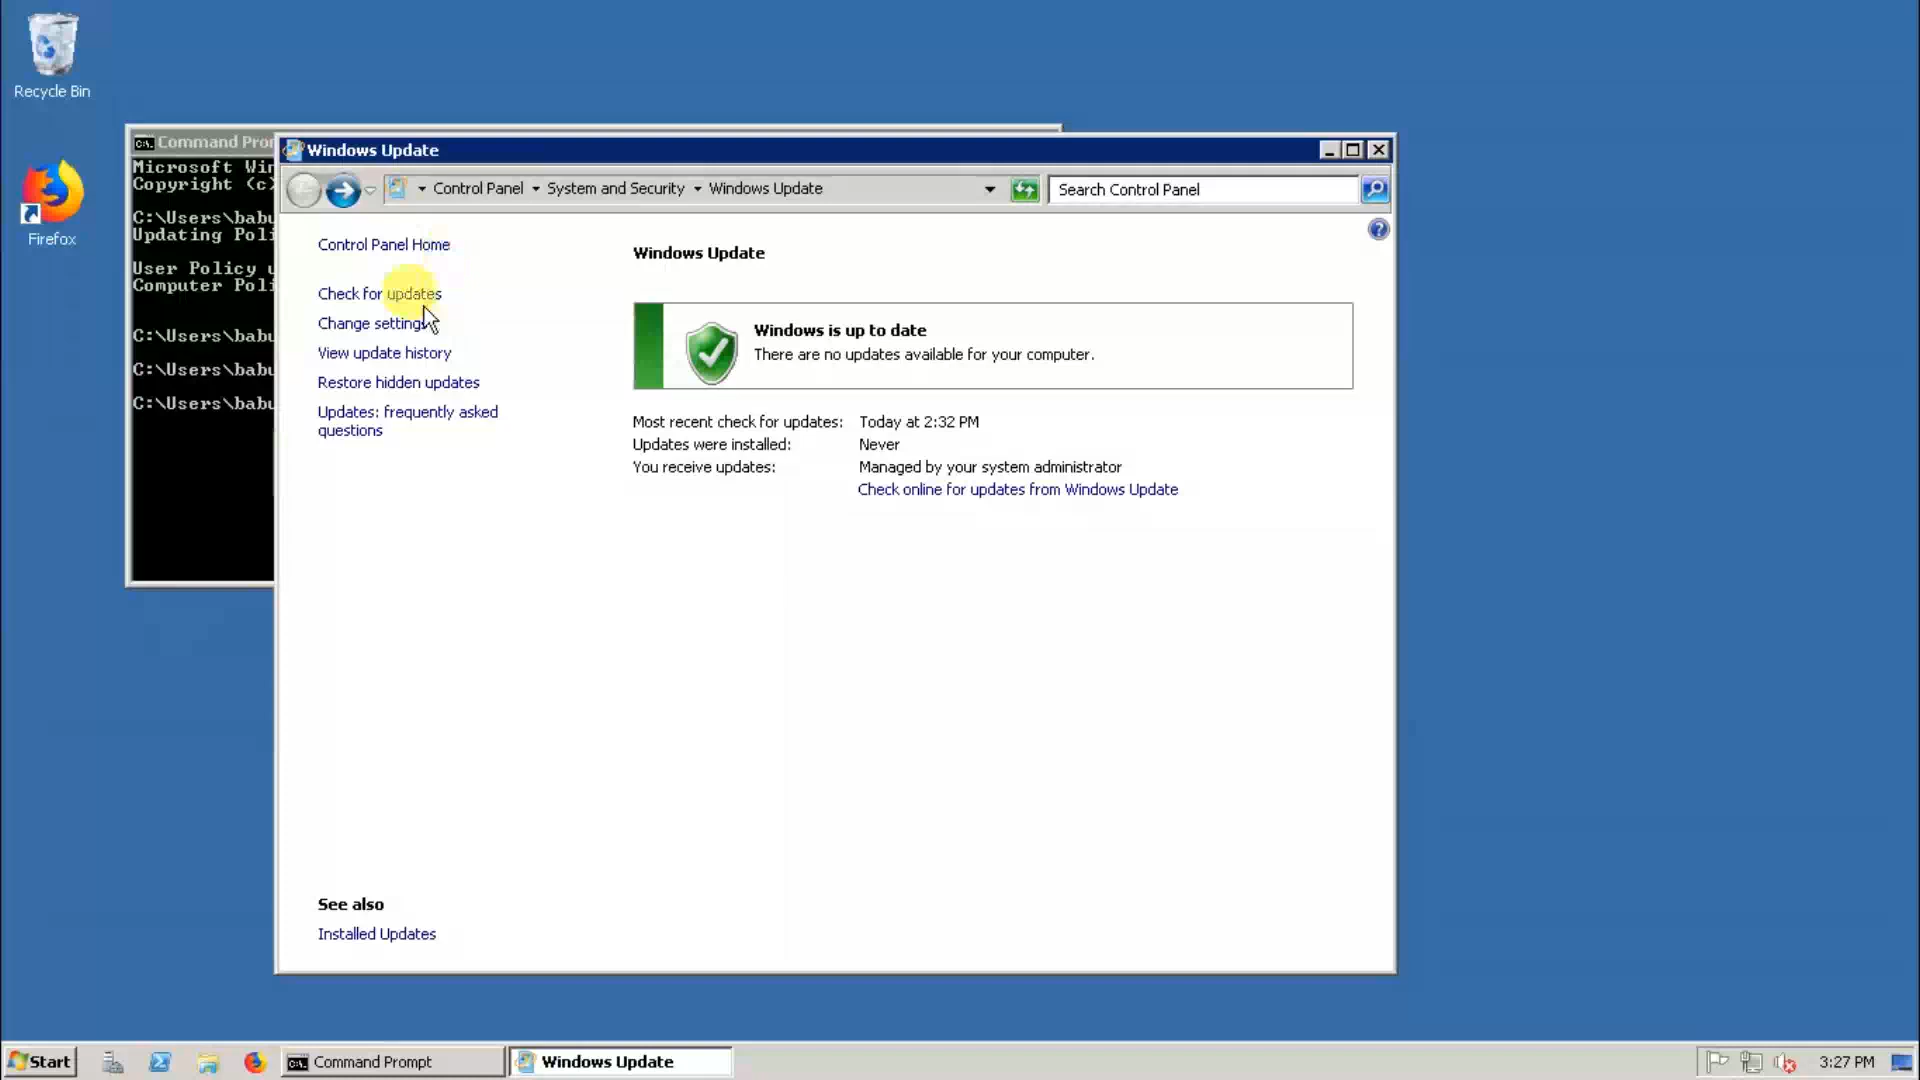 Recycle Bin
Firefox
Command Pro
Microsoft Win
Copyright (c)
C:\Users\babu
Updating Poli
User Policy u
Computer Poli
C:\Users\babu
C:\Users\babu
C:\Users\babu
Windows Update
Control Panel
System and Security
Windows Update
Search Control Panel
Control Panel Home
Check for updates
Change settings
View update history
Restore hidden updates
Updates: frequently asked
questions
Windows Update
Windows is up to date
There are no updates available for your computer.
Most recent check for updates: Today at 2:32 PM
Updates were installed: Never
You receive updates: Managed by your system administrator
Check online for updates from Windows Update
See also
Installed Updates
Start
Command Prompt
Windows Update
3:27 PM